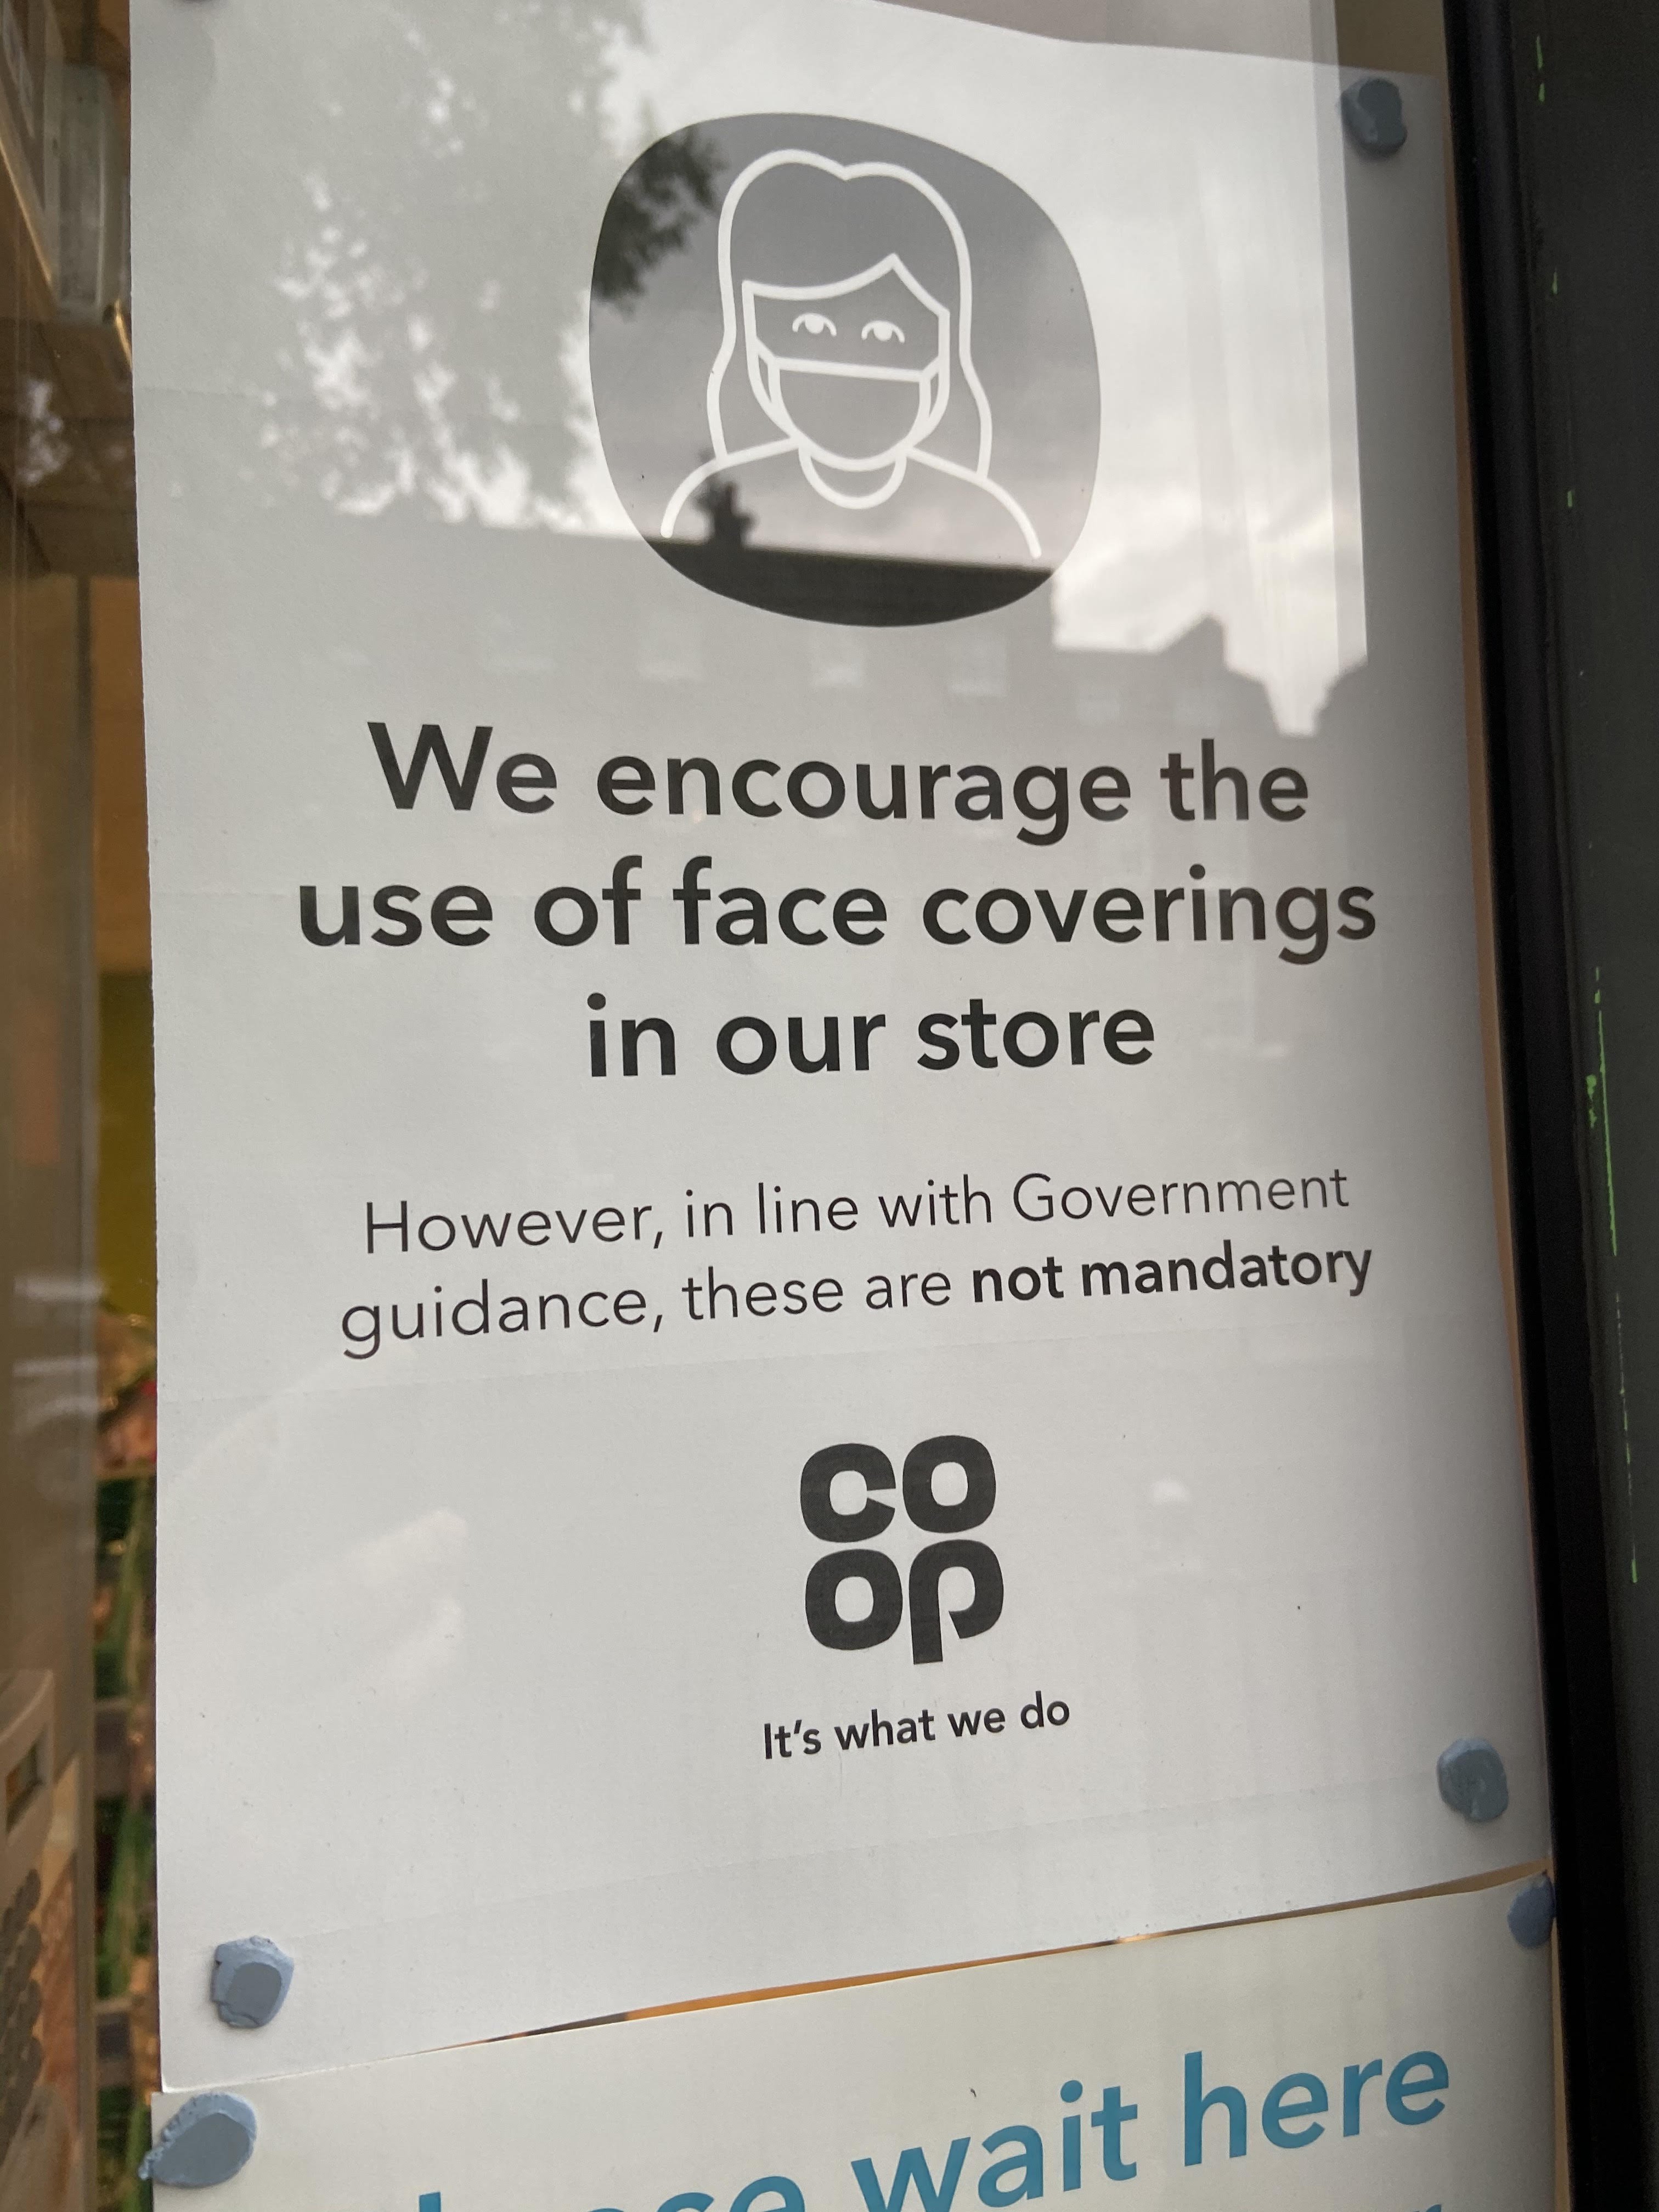 We encourage the
use of face coverings
in our store
However, in line with Government
guidance, these are not mandatory
co
op
It's what we do
wait here